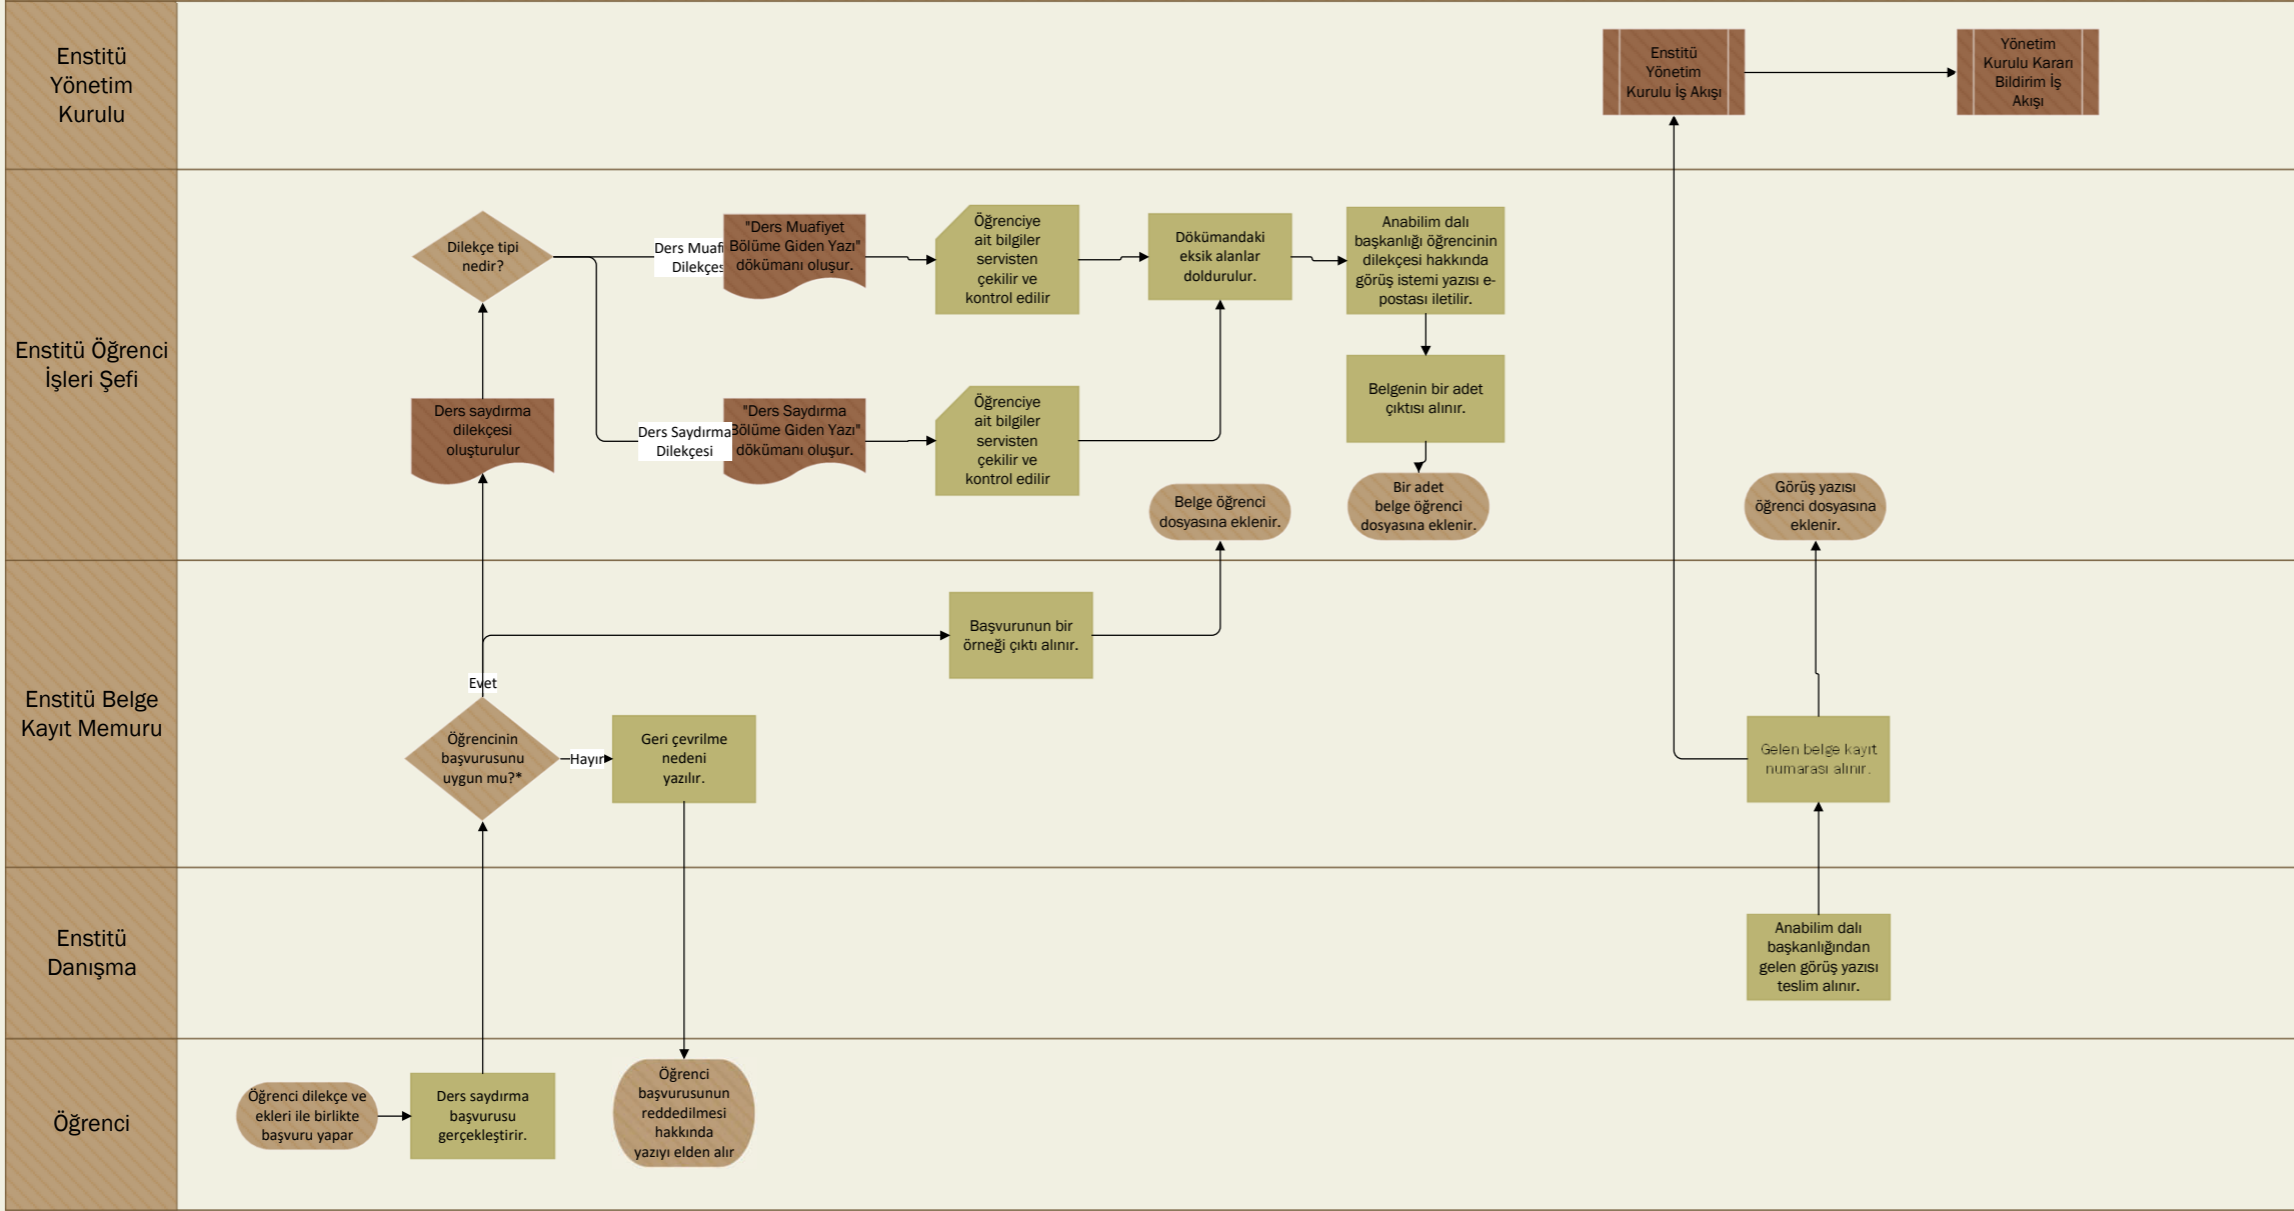 Enstitü
Yönetim
Kurulu
Enstitü
Yönetim
Kurulu İş Akışı
Yönetim
Kurulu Kararı
Bildirim İş
Akışı
Enstitü Öğrenci
İşleri Şefi
Dilekçe tipi
nedir?
Ders Muafi
Dilekçes
"Ders Muafiyet
Bölüme Giden Yazı"
dökümanı oluşur.
Öğrenciye
ait bilgiler
servisten
çekilir ve
kontrol edilir
Dökümandaki
eksik alanlar
doldurulur.
Anabilim dalı
başkanlığı öğrencinin
dilekçesi hakkında
görüş istemi yazısı e-
postası iletilir.
Ders saydırma
dilekçesi
oluşturulur
Ders Saydırma
Dilekçesi
"Ders Saydırma
Bölüme Giden Yazı"
dökümanı oluşur.
Öğrenciye
ait bilgiler
servisten
çekilir ve
kontrol edilir
Belgenin bir adet
çıktısı alınır.
Belge öğrenci
dosyasına eklenir.
Bir adet
belge öğrenci
dosyasına eklenir.
Görüş yazısı
öğrenci dosyasına
eklenir.
Enstitü Belge
Kayıt Memuru
Başvurunun bir
örneği çıktı alınır.
Evet
Öğrencinin
başvurusunu
uygun mu?*
Hayır
Geri çevrilme
nedeni
yazılır.
Gelen belge kayıt
numarası alınır.
Enstitü
Danışma
Anabilim dalı
başkanlığından
gelen görüş yazısı
teslim alınır.
Öğrenci
Öğrenci dilekçe ve
ekleri ile birlikte
başvuru yapar
Ders saydırma
başvurusu
gerçekleştirir.
Öğrenci
başvurusunun
reddedilmesi
hakkında
yazıyı elden alır